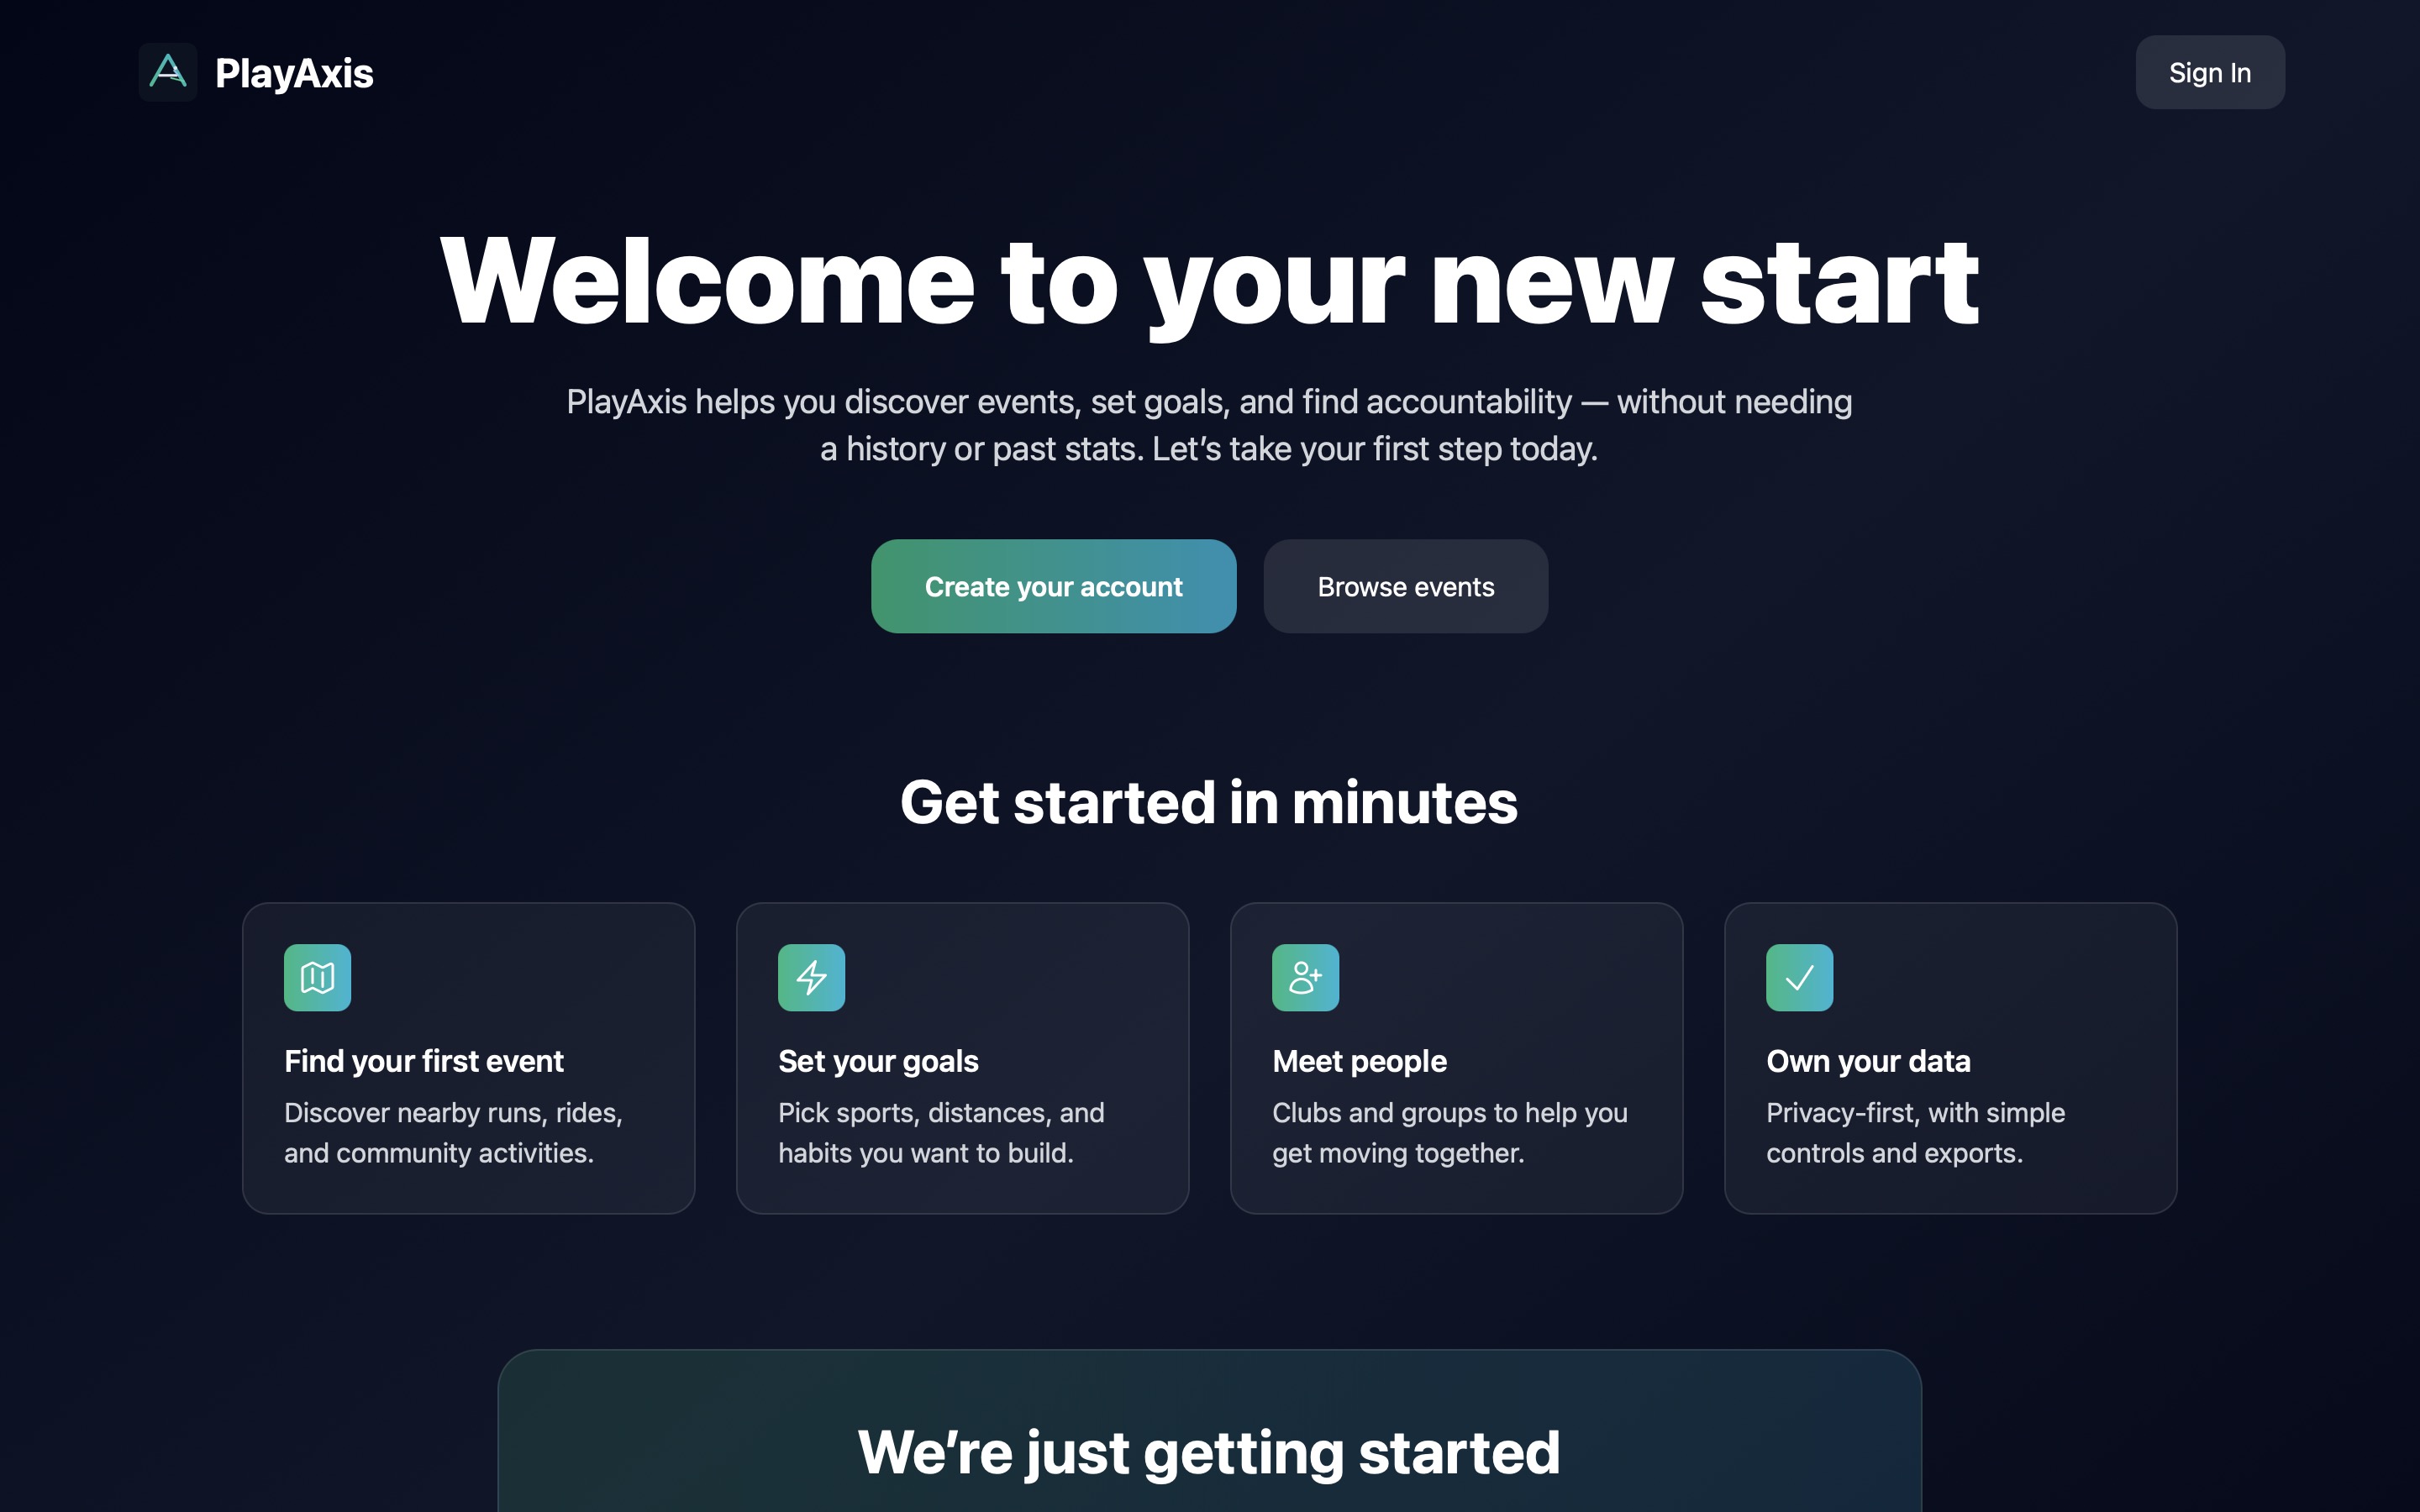 PlayAxis
Sign In
Welcome to your new start
PlayAxis helps you discover events, set goals, and find accountability — without needing
a history or past stats. Let’s take your first step today.
Create your account
Browse events
Get started in minutes
Find your first event
Discover nearby runs, rides,
and community activities.
Set your goals
Pick sports, distances, and
habits you want to build.
Meet people
Clubs and groups to help you
get moving together.
Own your data
Privacy-first, with simple
controls and exports.
We’re just getting started